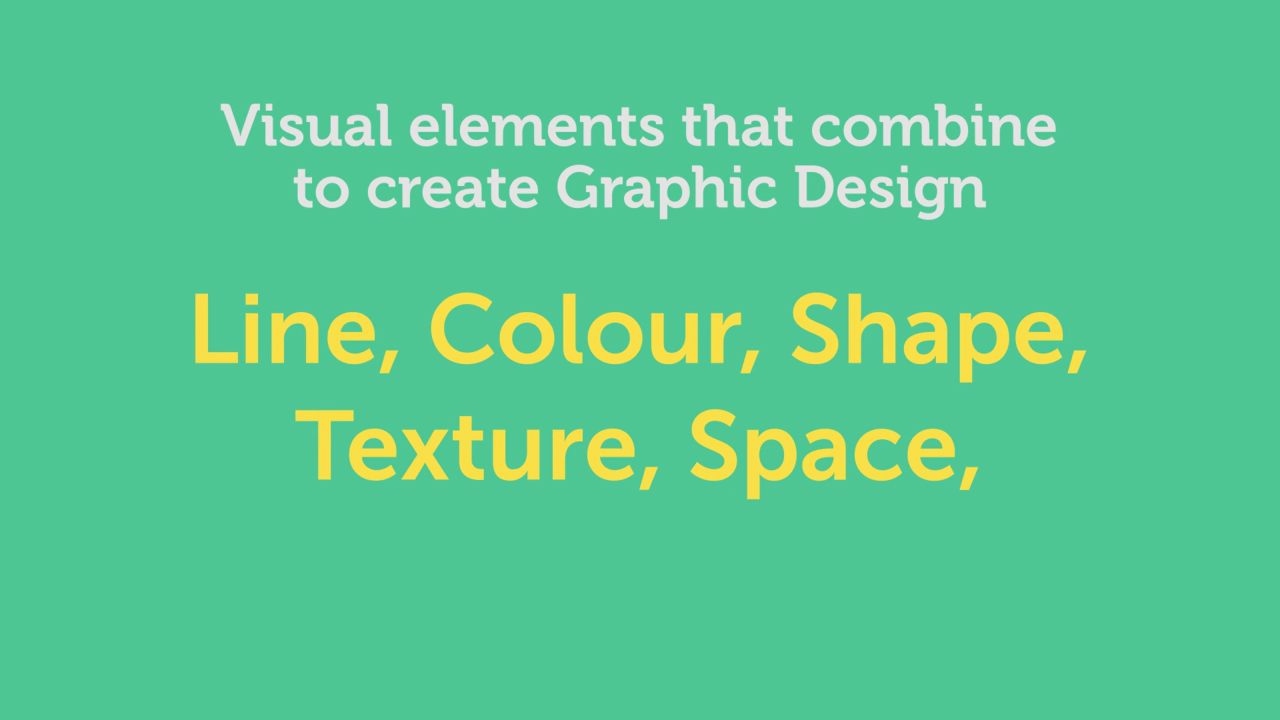 Visual elements that combine
to create Graphic Design
Line, Colour, Shape,
Texture, Space,